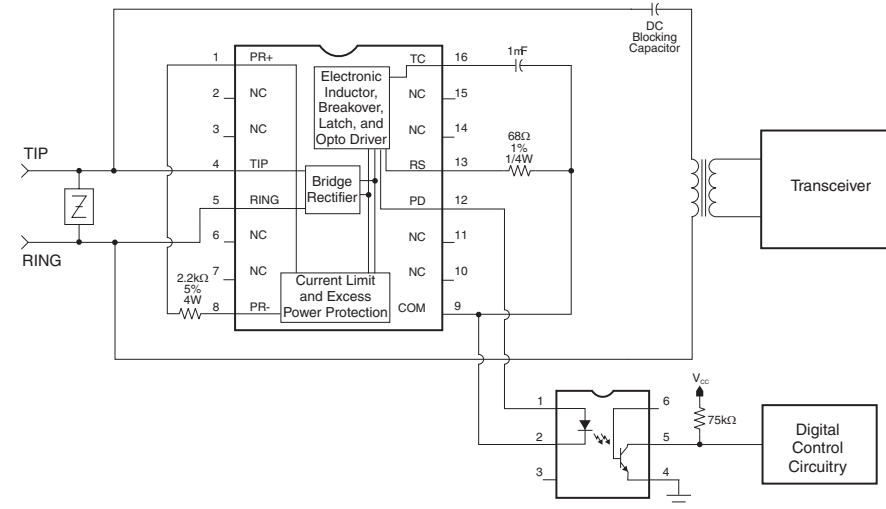 DC
Blocking
Capacitor
1 PR+
TC 16
1mF
Electronic
Inductor,
Breakover,
Latch, and
Opto Driver
2 NC
NC 15
3 NC
NC 14
68Ω
1%
1/4W
TIP
4 TIP
RS 13
Bridge
Rectifier
Transceiver
5 RING
PD 12
6 NC
NC 11
RING
7 NC
NC 10
2.2kΩ
5%
4W
Current Limit
and Excess
Power Protection
8 PR-
COM 9
Vcc
75kΩ
1
6
2
5
3
4
Digital
Control
Circuitry